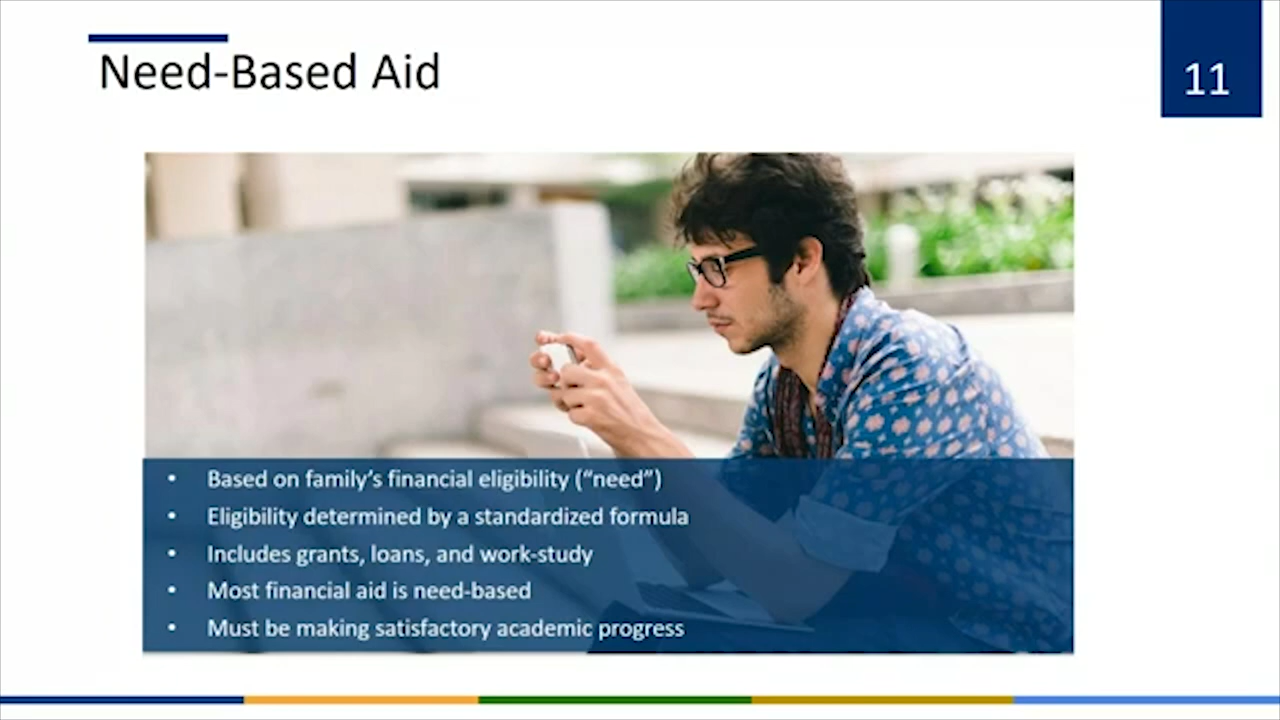 Need-Based Aid
11
• Based on family’s financial eligibility (“need”)
• Eligibility determined by a standardized formula
• Includes grants, loans, and work-study
• Most financial aid is need-based
• Must be making satisfactory academic progress